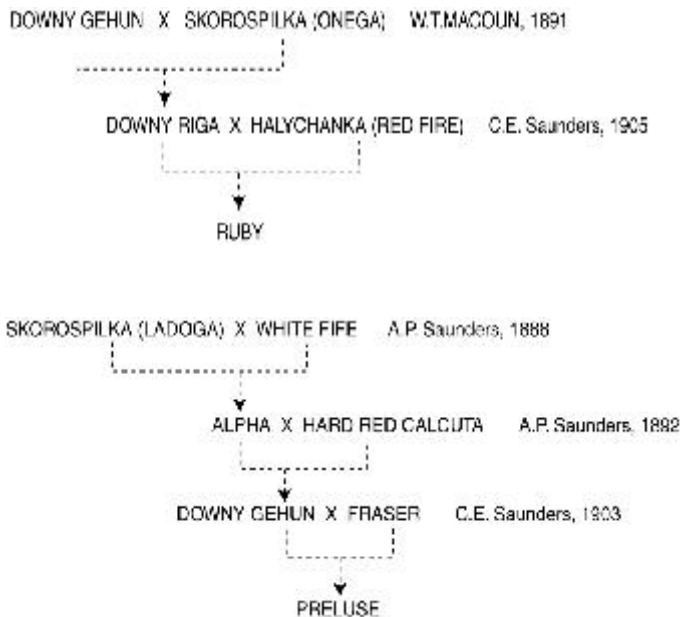 DOWNY GEHUN X SKOROSPILKA (ONEGA) W.T.MACOUN, 1891
DOWNY RIGA X HALYCHANKA (RED FIRE) C.E. Saunders, 1905
RUBY
SKOROSPILKA (LADOGA) X WHITE FIFE A.P. Saunders, 1888
ALPHA X HARD RED CALCUTA A.P. Saunders, 1892
DOWNY GEHUN X FRASER C.E. Saunders, 1903
PRELUSE